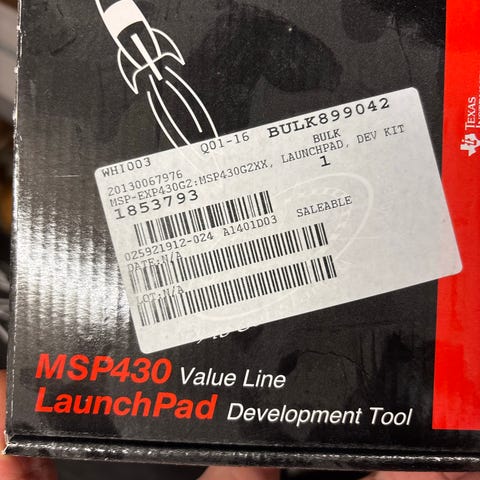 WHI003 Q01-16 BULK899042
20130067976 BULK
MSP-EXP430G2:MSP430G2XX, LAUNCHPAD, DEV KIT
1853793 1
025921912-024 A1401D03 SALEABLE
DATE:N/A
LOT:N/A
MSP430 Value Line
LaunchPad Development Tool
TEXAS